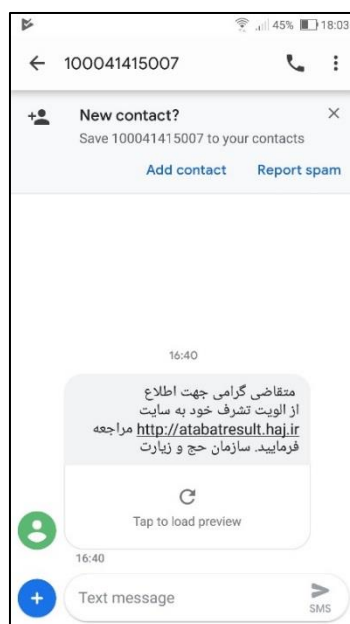 45% 18:03
100041415007
New contact?
Save 100041415007 to your contacts
Add contact Report spam
16:40
متقاضی گرامی جهت اطلاع
از الویت تشرف خود به سایت
http://atabatresult.haj.ir مراجعه
فرمایید. سازمان حج و زیارت
Tap to load preview
16:40
Text message
SMS